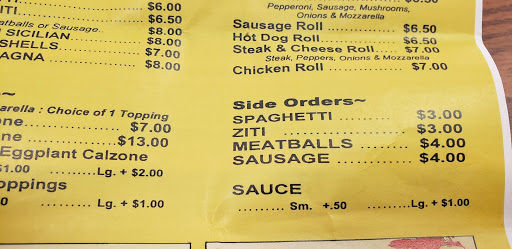 $6.00
TI. $6.50
atballs or Sausage..
SICILIAN $8.00
SHELLS. $8.00
AGNA $7.00
$8.00
arella : Choice of 1 Topping
ne $7.00
ne $13.00
Eggplant Calzone
$1.00 Lg. + $2.00
oppings
0 Lg. + $1.00
Pepperoni, Sausage, Mushrooms,
Onions & Mozzarella
Sausage Roll $6.50
Hot Dog Roll $6.50
Steak & Cheese Roll $7.00
Steak, Peppers, Onions & Mozzarella
Chicken Roll $7.00
Side Orders~
SPAGHETTI $3.00
ZITI $3.00
MEATBALLS $4.00
SAUSAGE $4.00
SAUCE
Sm. +.50 Lg. + $1.00